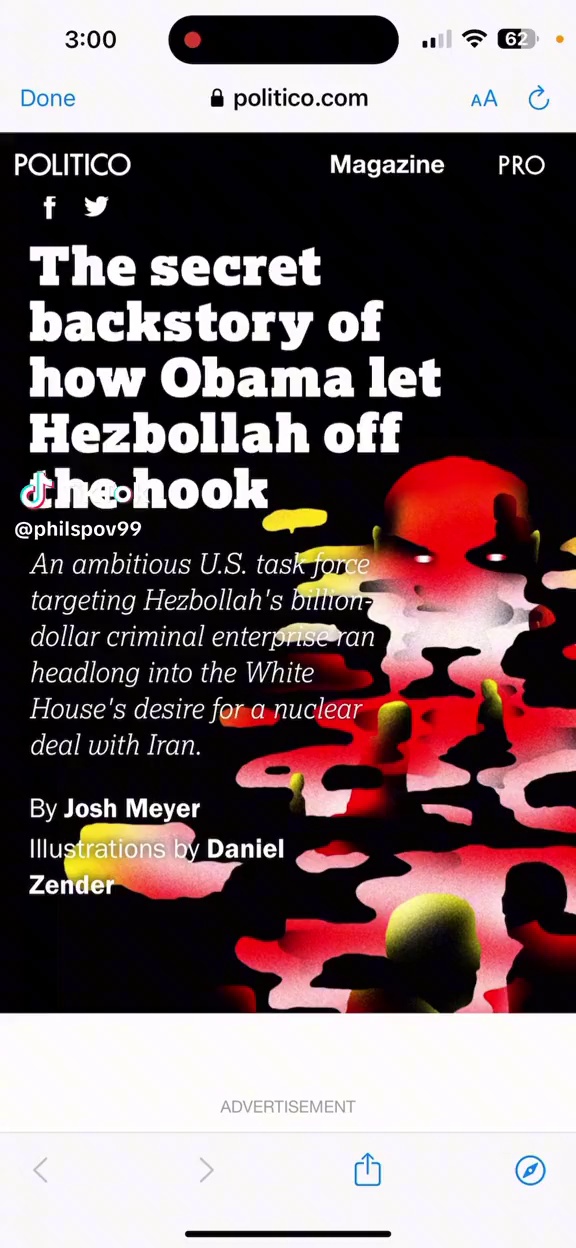 3:00
62
Done
politico.com
AA
POLITICO
Magazine
PRO
The secret
backstory of
how Obama let
Hezbollah off
the hook
TikTok
@philspov99
An ambitious U.S. task force
targeting Hezbollah's billion-
dollar criminal enterprise ran
headlong into the White
House's desire for a nuclear
deal with Iran.
By Josh Meyer
Illustrations by Daniel
Zender
ADVERTISEMENT